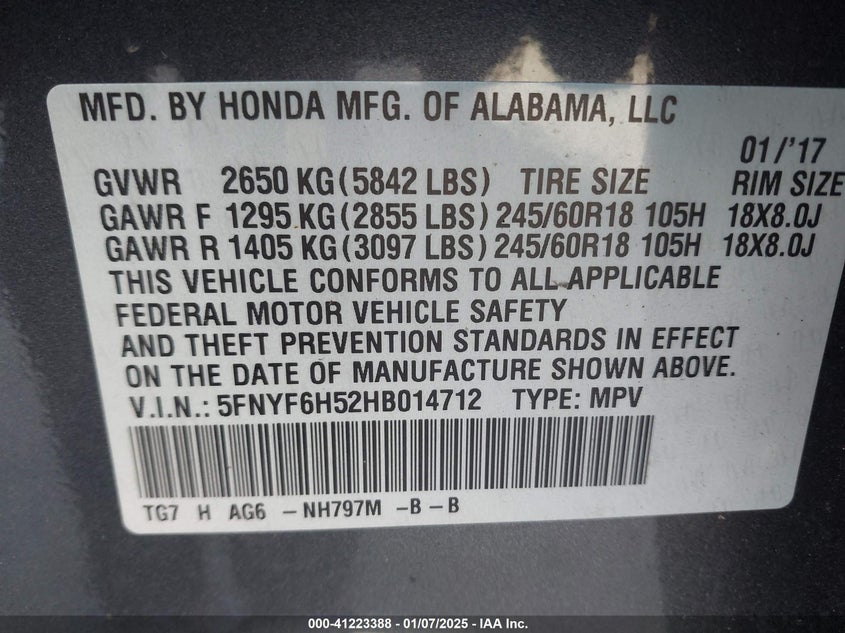 MFD. BY HONDA MFG. OF ALABAMA, LLC
01/'17
GVWR 2650 KG(5842 LBS) TIRE SIZE RIM SIZE
GAWR F 1295 KG(2855 LBS) 245/60R18 105H 18X8.0J
GAWR R 1405 KG(3097 LBS) 245/60R18 105H 18X8.0J
THIS VEHICLE CONFORMS TO ALL APPLICABLE
FEDERAL MOTOR VEHICLE SAFETY
AND THEFT PREVENTION STANDARDS IN EFFECT
ON THE DATE OF MANUFACTURE SHOWN ABOVE.
V.I.N.: 5FNYF6H52HB014712 TYPE: MPV
TG7 H AG6 -NH797M -B-B
000-41223388 - 01/07/2025 - IAA Inc.